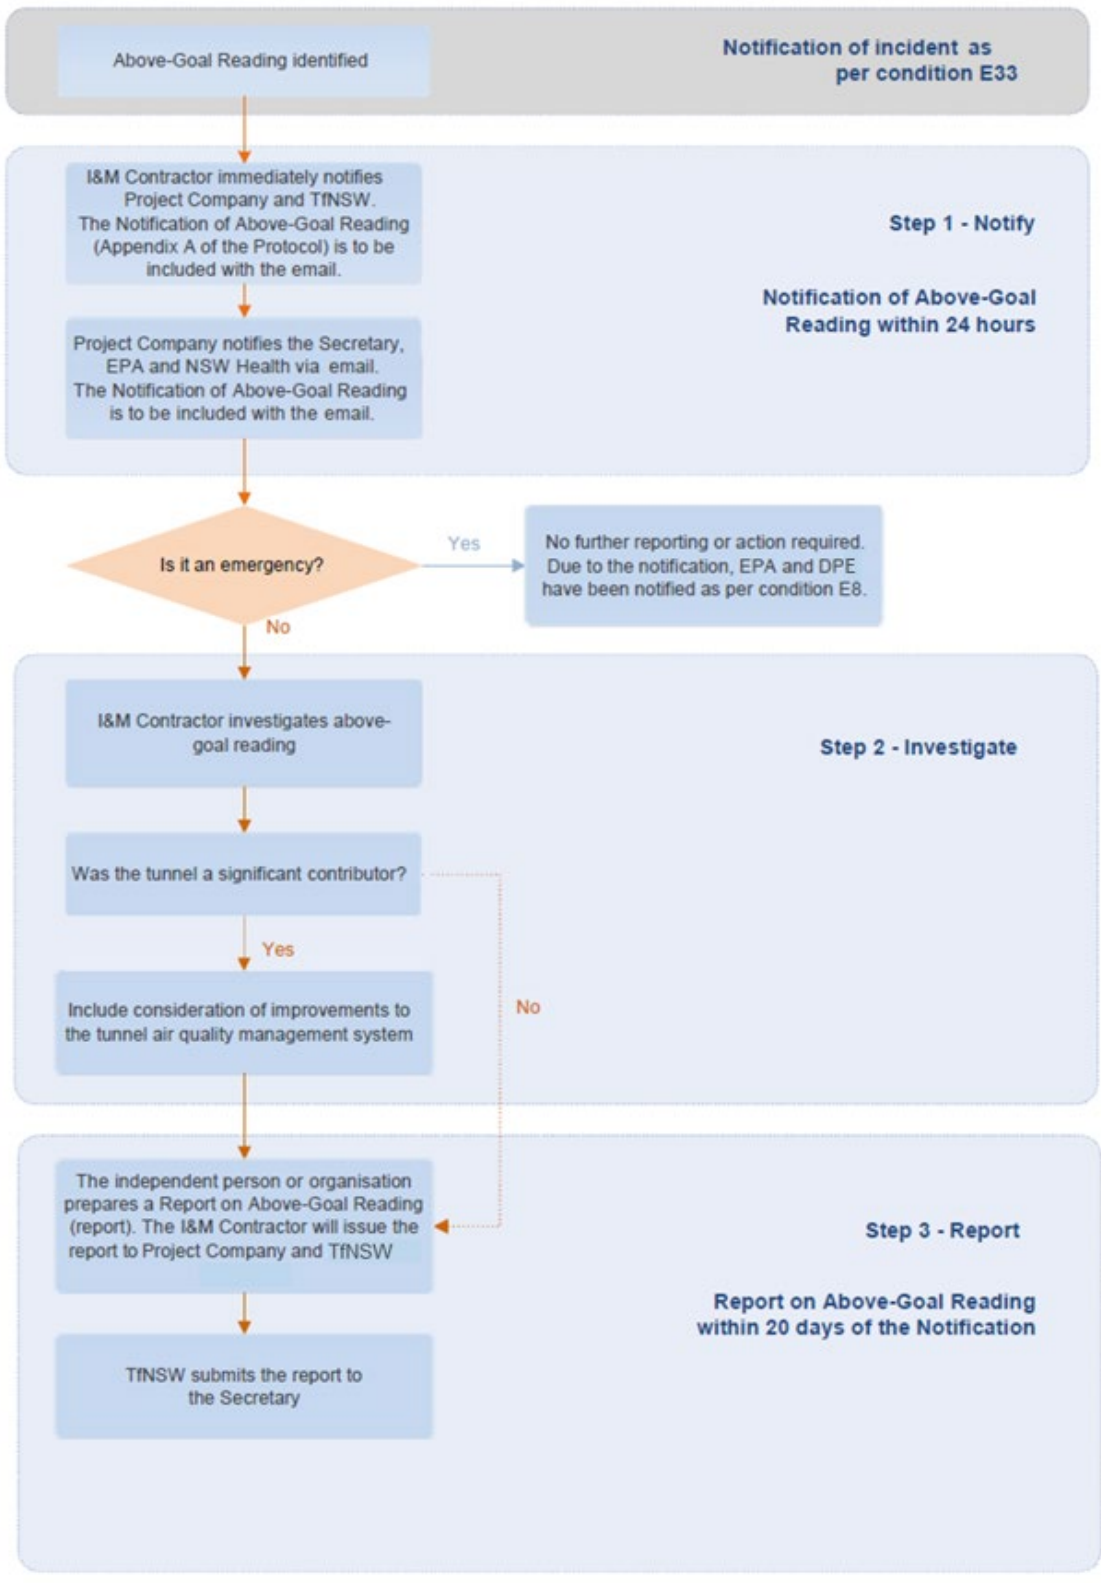 Above-Goal Reading identified
Notification of incident as
per condition E33
I&M Contractor immediately notifies
Project Company and TfNSW.
The Notification of Above-Goal Reading
(Appendix A of the Protocol) is to be
included with the email.
Step 1 - Notify
Notification of Above-Goal
Reading within 24 hours
Project Company notifies the Secretary,
EPA and NSW Health via email.
The Notification of Above-Goal Reading
is to be included with the email.
Is it an emergency?
Yes
No further reporting or action required.
Due to the notification, EPA and DPE
have been notified as per condition E8.
No
I&M Contractor investigates above-
goal reading
Step 2 - Investigate
Was the tunnel a significant contributor?
Yes
Include consideration of improvements to
the tunnel air quality management system
No
The independent person or organisation
prepares a Report on Above-Goal Reading
(report). The I&M Contractor will issue the
report to Project Company and TfNSW
Step 3 - Report
Report on Above-Goal Reading
within 20 days of the Notification
TfNSW submits the report to
the Secretary